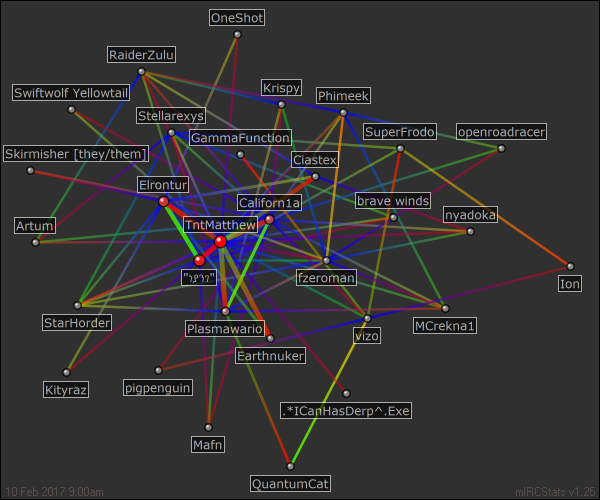 OneShot
RaiderZulu
Krispy
Swiftwolf Yellowtail
Phimeek
Stellarexys
GammaFunction
SuperFrodo
openroadracer
Skirmisher [they/them]
Ciastex
Elrontur
Californ1a
brave winds
nyadoka
Artum
TntMatthew
fzeroman
Ion
StarHorder
Plasmawario
MCrekna1
vizo
Earthnuker
Kityraz
pigpenguin
.*ICanHasDerp^.Exe
Mafn
QuantumCat
10 Feb 2017 9:00am
mIRCStats v1.25